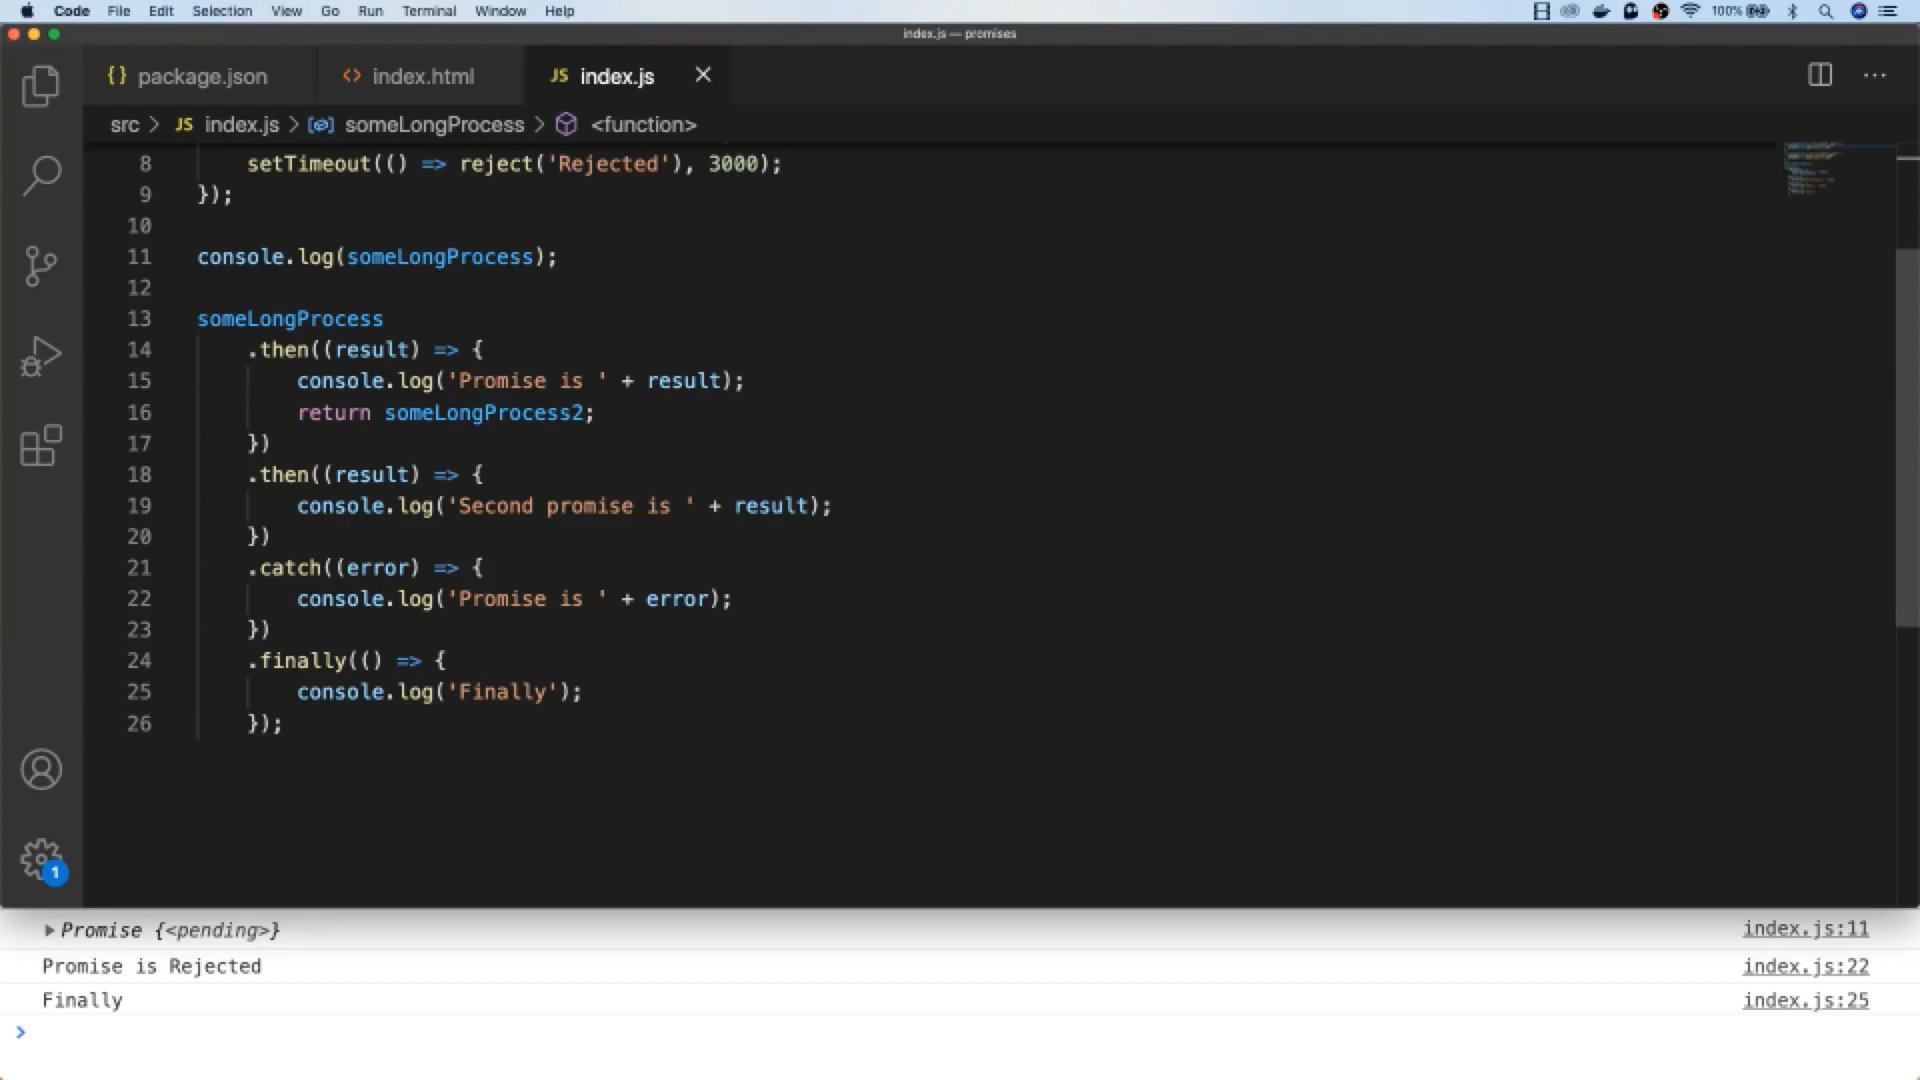 Code File Edit Selection View Go Run Terminal Window Help 100%
index.js — promises
{} package.json <> index.html JS index.js
src > JS index.js > someLongProcess > <function>
8 setTimeout(() => reject('Rejected'), 3000);
9 });
10
11 console.log(someLongProcess);
12
13 someLongProcess
14 .then((result) => {
15 console.log('Promise is ' + result);
16 return someLongProcess2;
17 })
18 .then((result) => {
19 console.log('Second promise is ' + result);
20 })
21 .catch((error) => {
22 console.log('Promise is ' + error);
23 })
24 .finally(() => {
25 console.log('Finally');
26 });
1
Promise {<pending>} index.js:11
Promise is Rejected index.js:22
Finally index.js:25
>